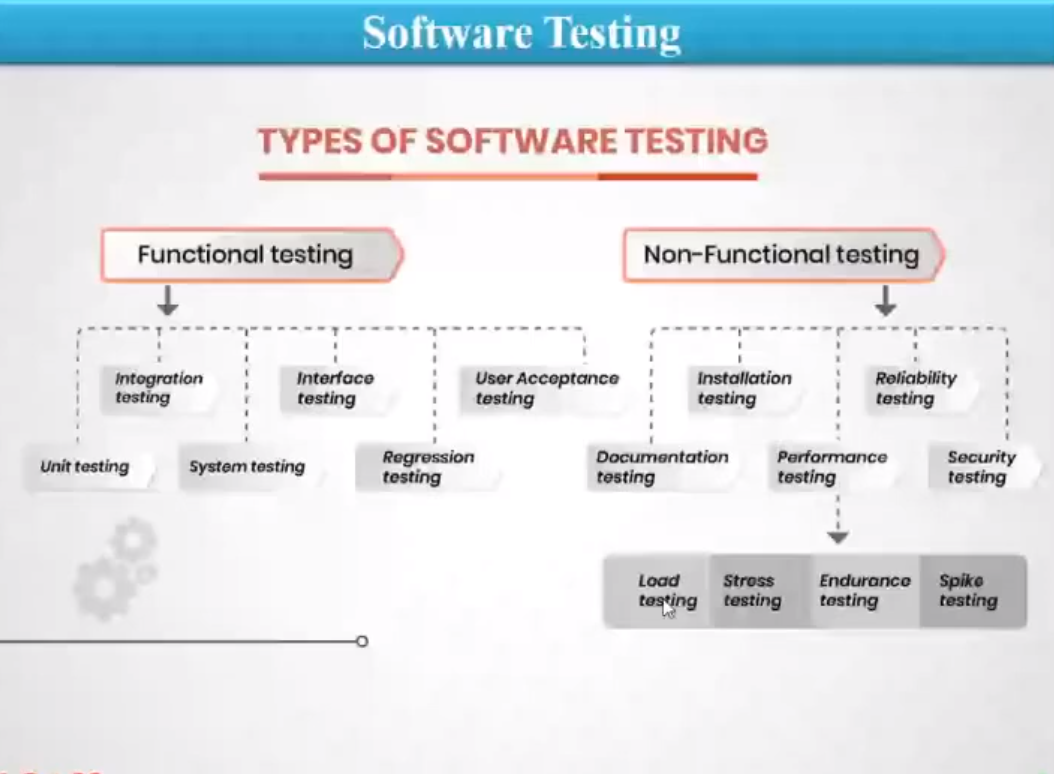 Software Testing
TYPES OF SOFTWARE TESTING
Functional testing
Non-Functional testing
Integration
testing
Interface
testing
User Acceptance
testing
Installation
testing
Reliability
testing
Unit testing
System testing
Regression
testing
Documentation
testing
Performance
testing
Security
testing
Load
testing
Stress
testing
Endurance
testing
Spike
testing